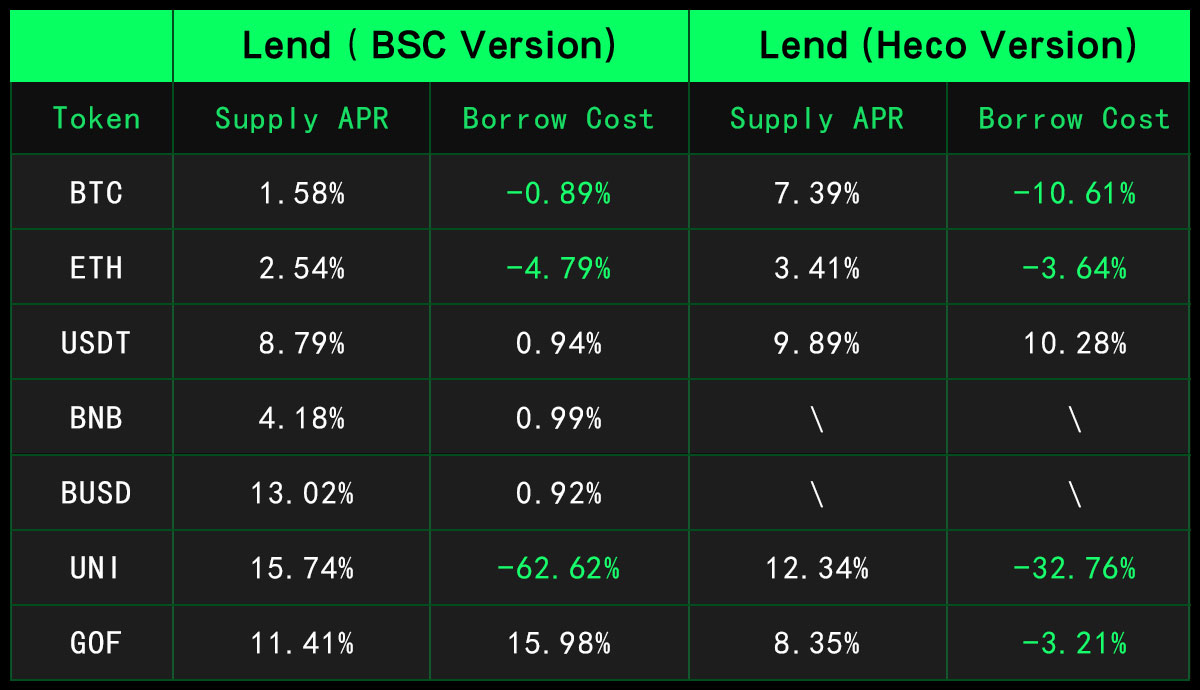 Lend ( BSC Version) Lend (Heco Version)
Token Supply APR Borrow Cost Supply APR Borrow Cost
BTC 1.58% -0.89% 7.39% -10.61%
ETH 2.54% -4.79% 3.41% -3.64%
USDT 8.79% 0.94% 9.89% 10.28%
BNB 4.18% 0.99% \ \
BUSD 13.02% 0.92% \ \
UNI 15.74% -62.62% 12.34% -32.76%
GOF 11.41% 15.98% 8.35% -3.21%